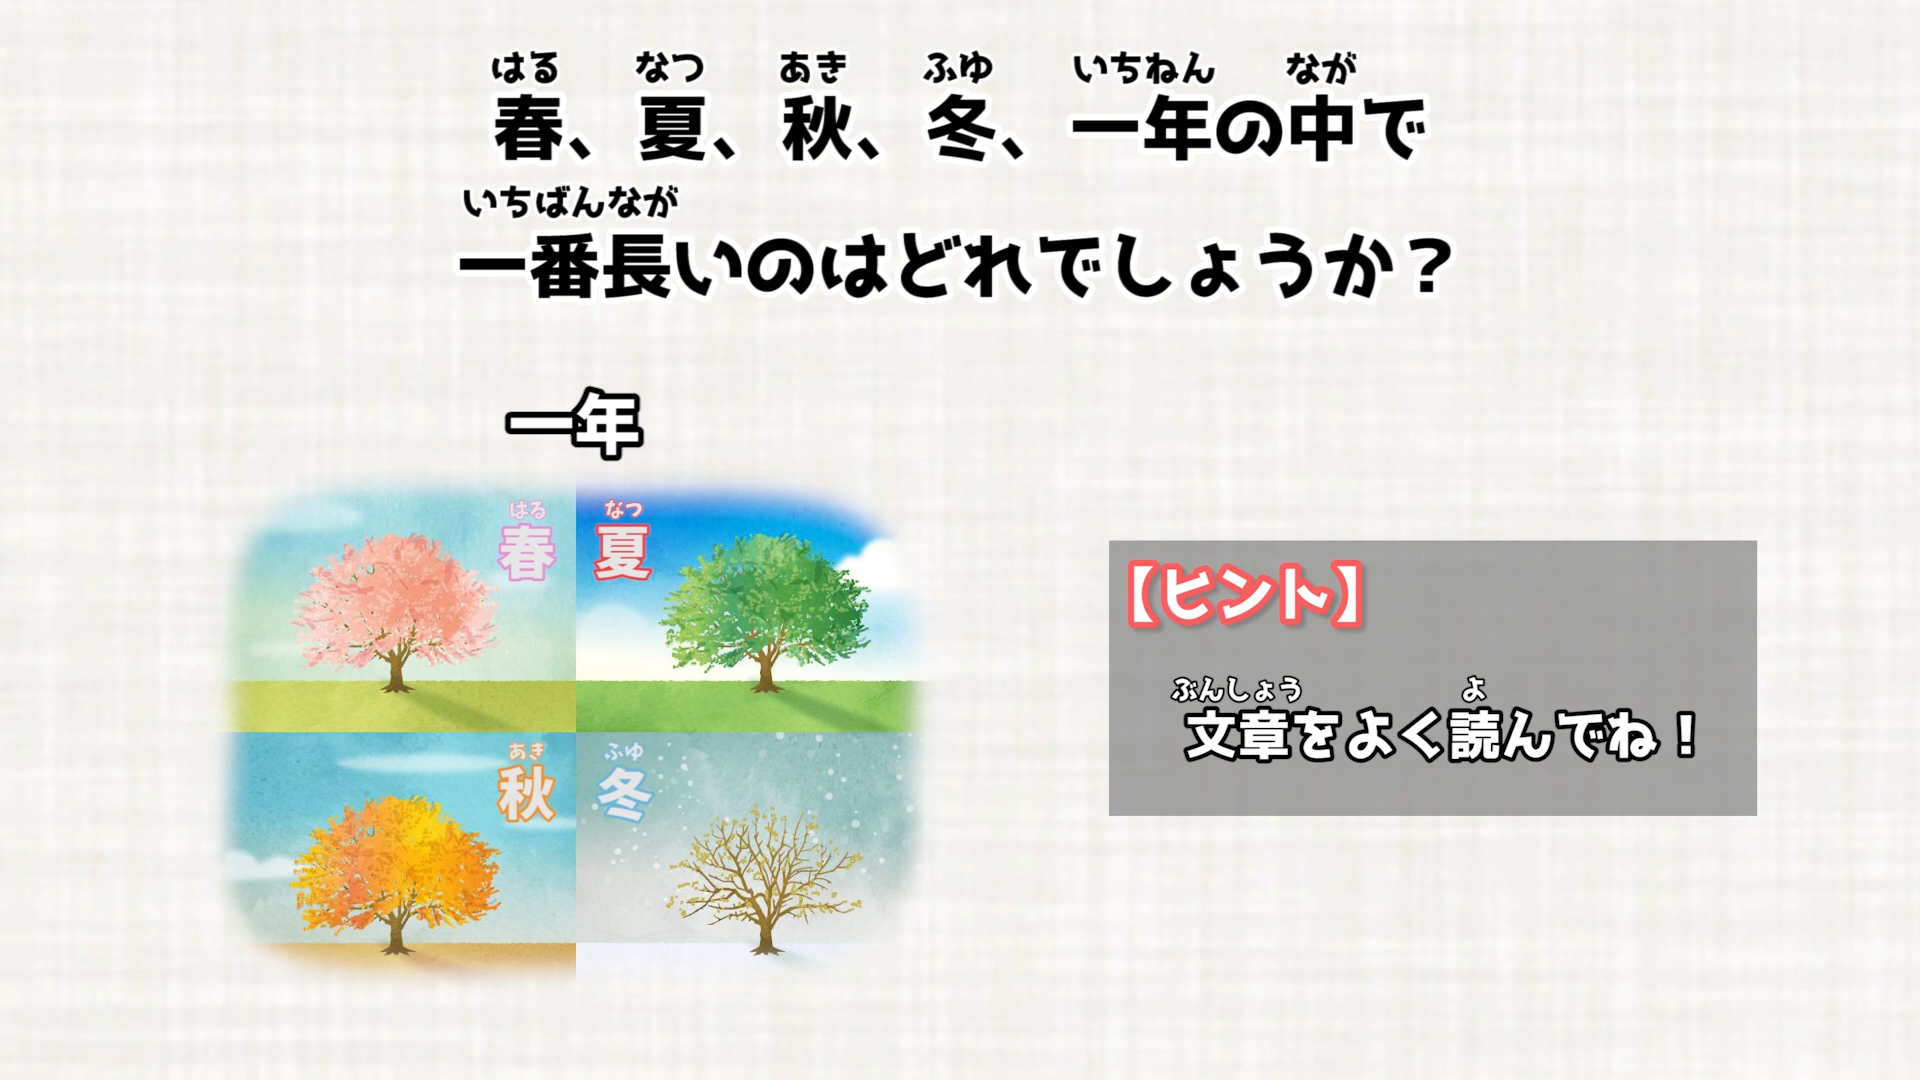 はる なつ あき ふゆ いちねん なが
春、夏、秋、冬、一年の中で
いちばんなが
一番長いのはどれでしょうか？
一年
はる
春
なつ
夏
あき
秋
ふゆ
冬
【ヒント】
ぶんしょう よ
文章をよく読んでね！